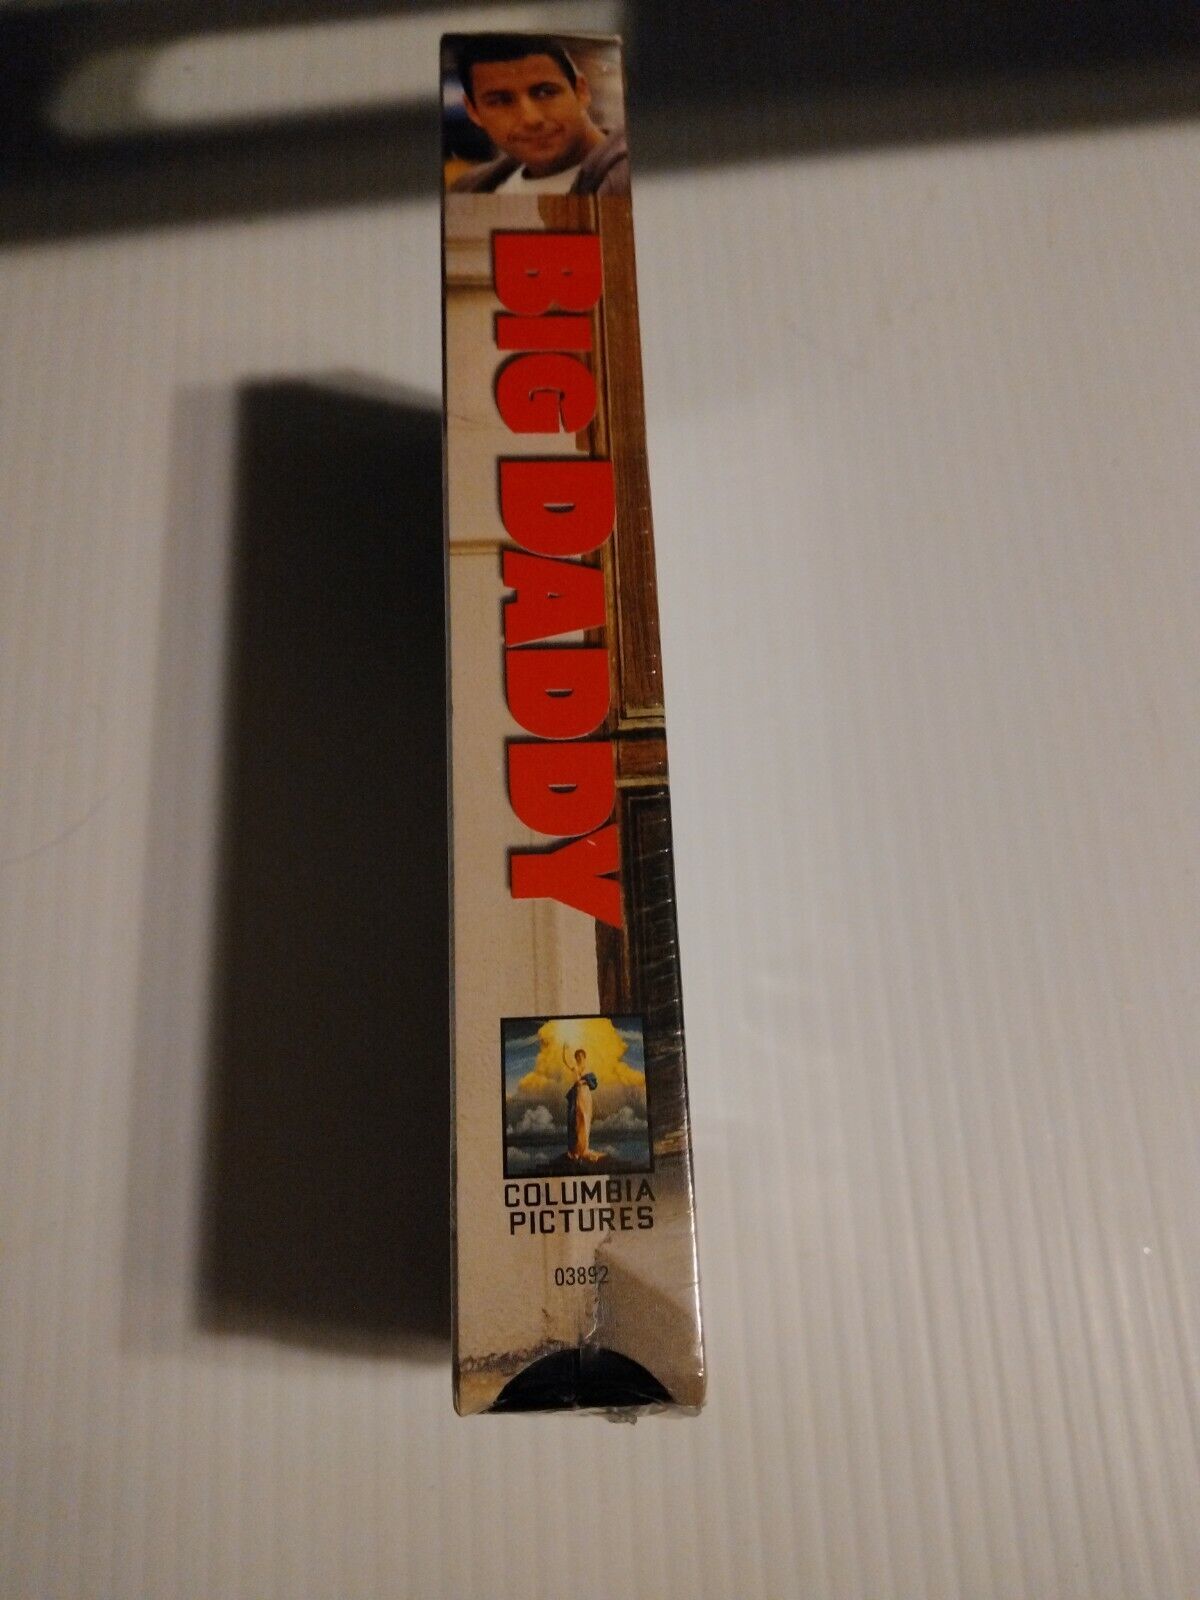 BIG DADDY
COLUMBIA
PICTURES
03892